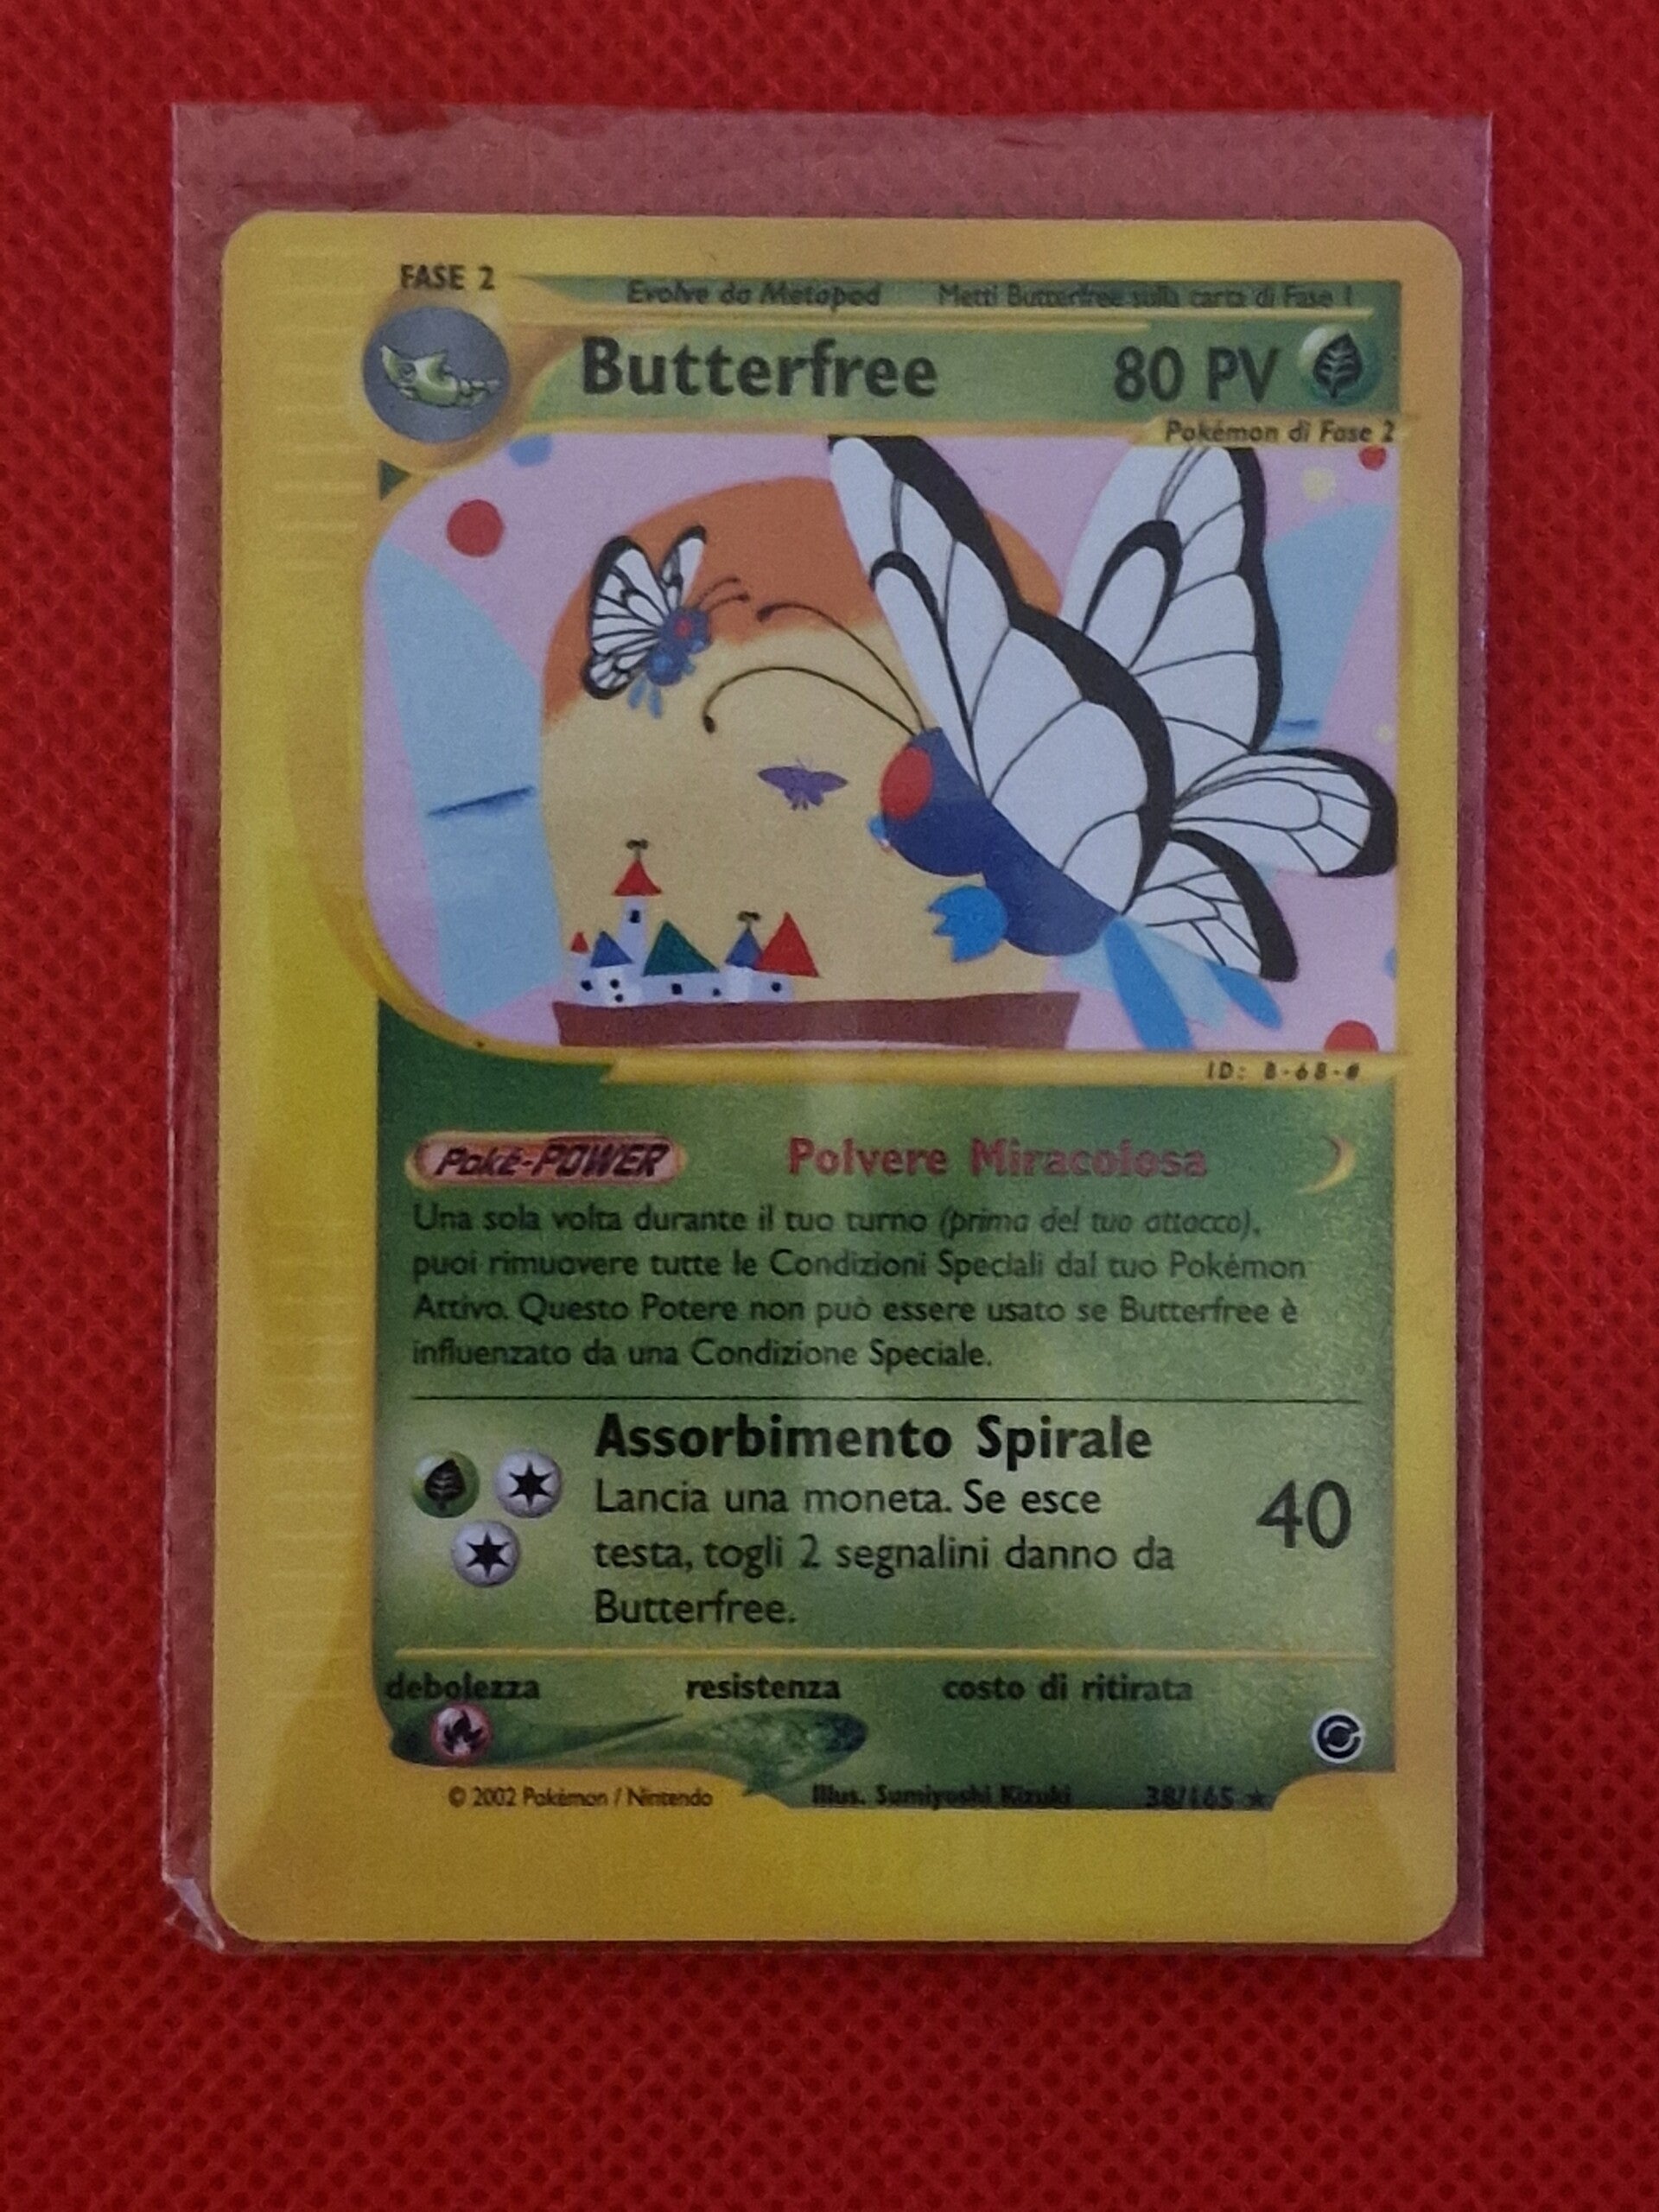 FASE 2
Evolve da Metapod Metti Butterfree sulla carta di Fase 1
Butterfree 80 PV
Pokémon di Fase 2
ID: B-68-#
Poké-POWER Polvere Miracolosa
Una sola volta durante il tuo turno (prima del tuo attacco),
puoi rimuovere tutte le Condizioni Speciali dal tuo Pokémon
Attivo. Questo Potere non può essere usato se Butterfree è
influenzato da una Condizione Speciale.
Assorbimento Spirale
Lancia una moneta. Se esce
testa, togli 2 segnalini danno da
Butterfree.
40
debolezza resistenza costo di ritirata
© 2002 Pokémon / Nintendo Illus. Sumiyoshi Kizuki 38/165 ★